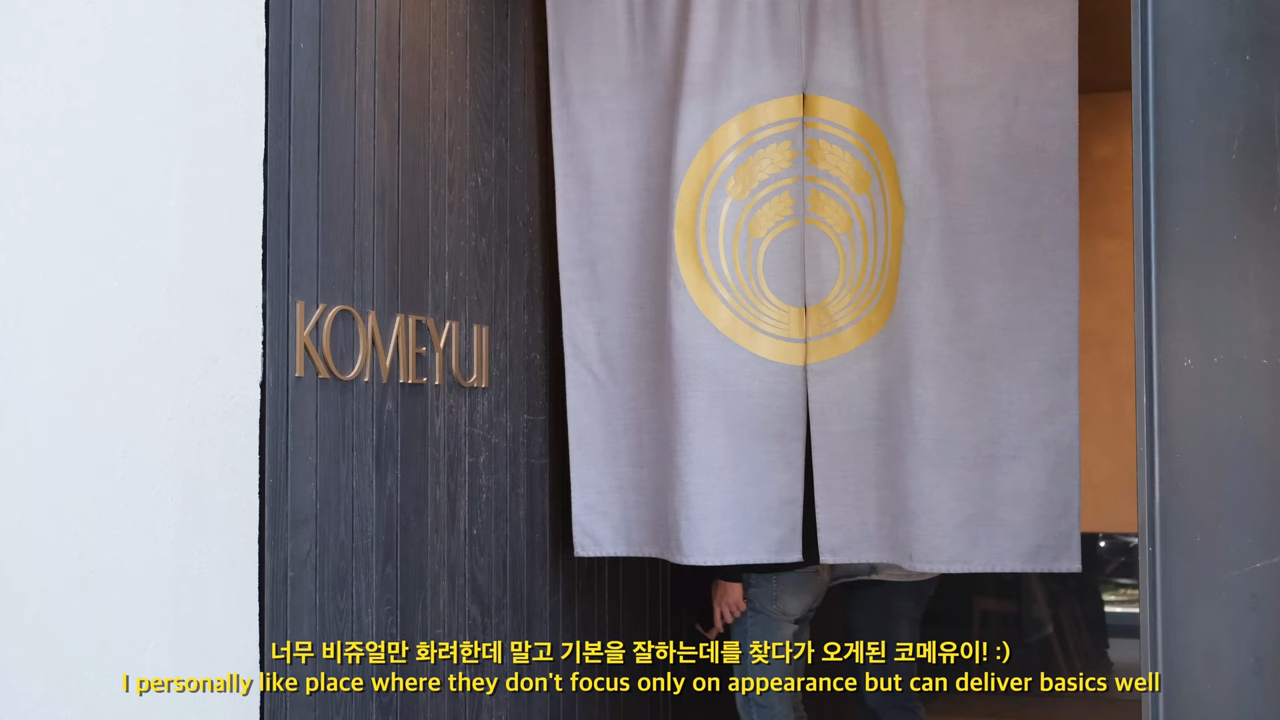 KOMEYUI
너무 비쥬얼만 화려한데 말고 기본을 잘하는데를 찾다가 오게된 코메유이! :)
I personally like place where they don't focus only on appearance but can deliver basics well